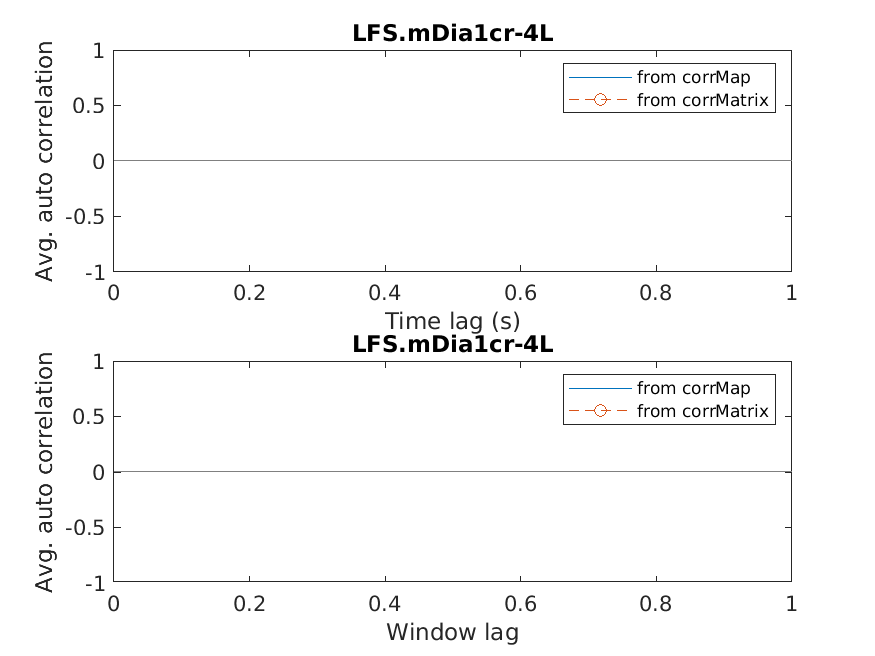 LFS.mDia1cr-4L
1
0.5
0
-0.5
-1
Avg. auto correlation
from corrMap
from corrMatrix
0 0.2 0.4 0.6 0.8 1
Time lag (s)
LFS.mDia1cr-4L
1
0.5
0
-0.5
-1
Avg. auto correlation
from corrMap
from corrMatrix
0 0.2 0.4 0.6 0.8 1
Window lag